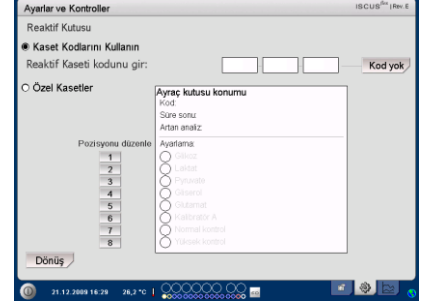 Ayarlar ve Kontroller
ISCUS Flex | Rev. E
Reaktif Kutusu
Kaset Kodlarını Kullanın
Reaktif Kaseti kodunu gir:
Kod yok
Özel Kasetler
Ayraç kutusu konumu
Kod:
Süre sonu:
Artan analiz:
Pozisyonu düzenle
Ayarlama:
1
Glikoz
2
Laktat
3
Pyruvate
4
Gliserol
5
Glutamat
6
Kalibratör A
7
Normal kontrol
8
Yüksek kontrol
Dönüş
21.12.2009 16:29
26,2 °C